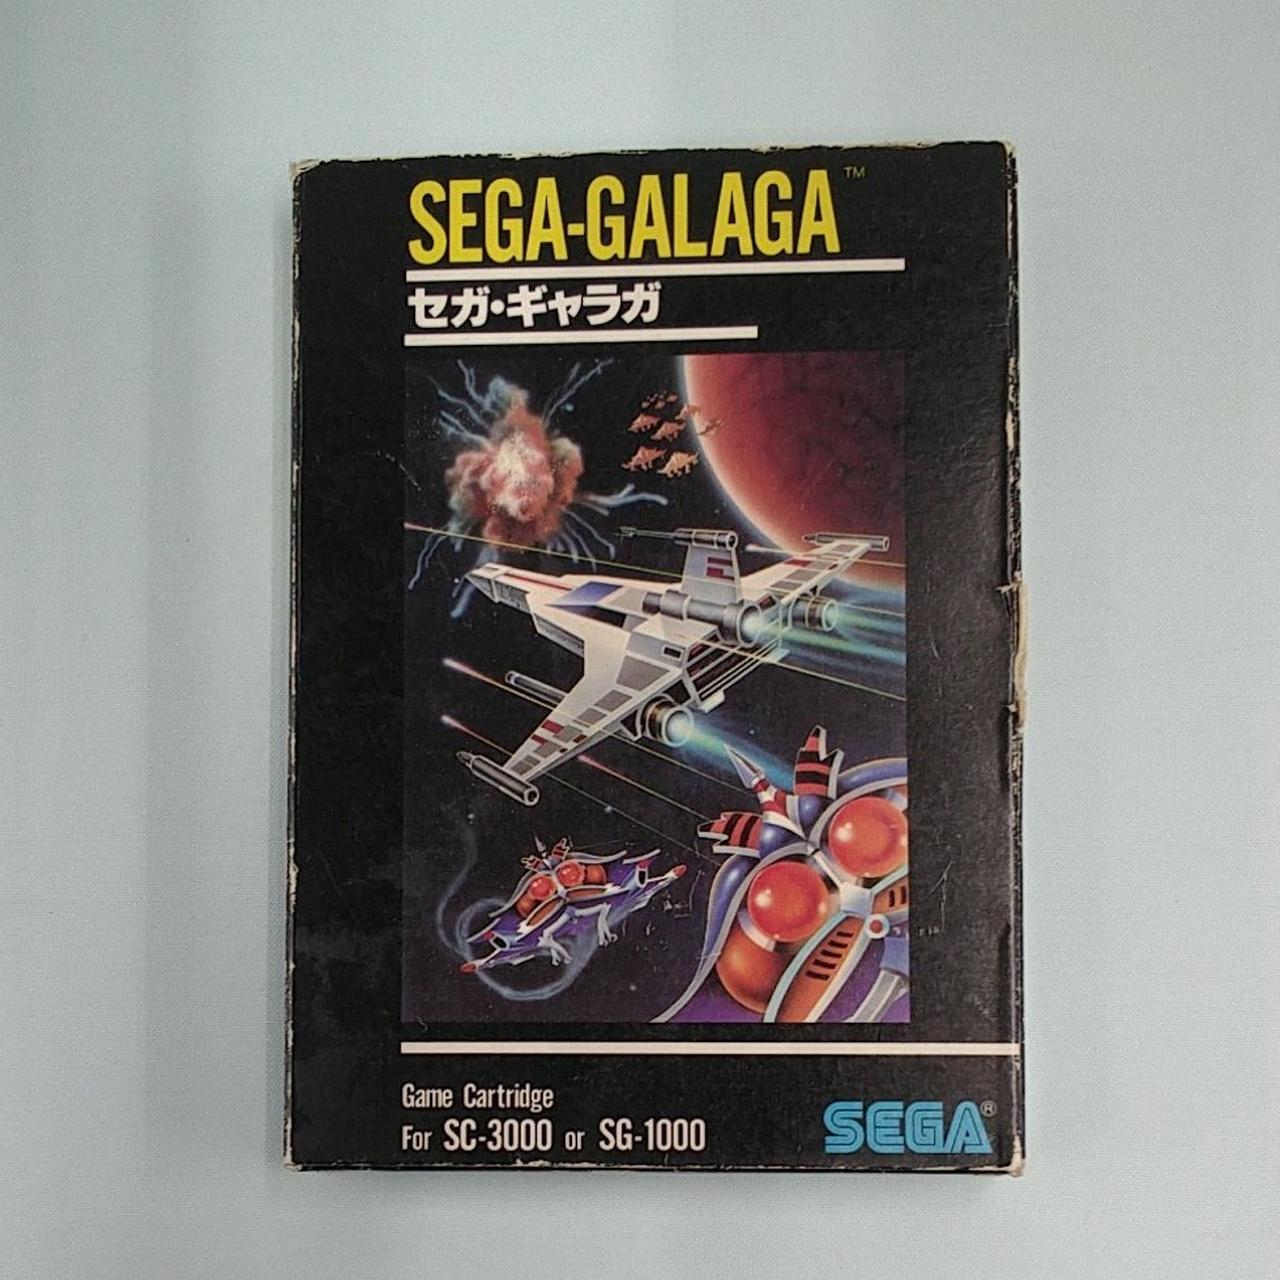 SEGA-GALAGA™
セガ・ギャラガ
Game Cartridge
For SC-3000 or SG-1000
SEGA®